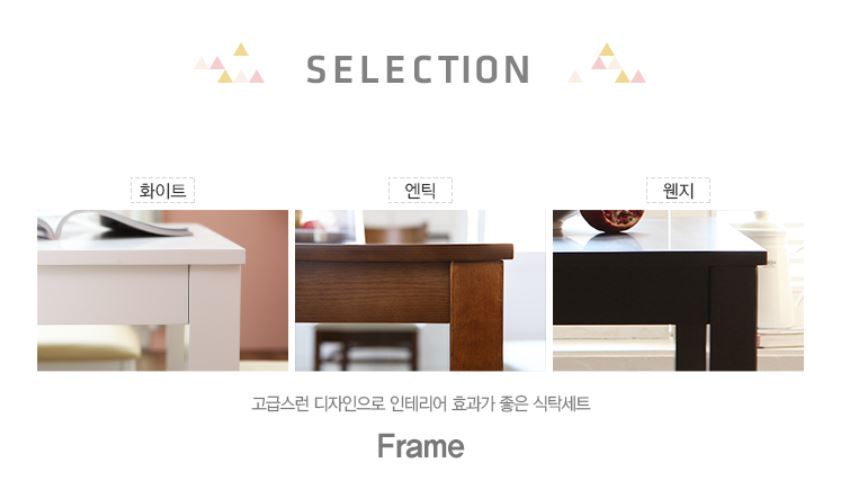 SELECTION
화이트
엔틱
웬지
고급스런 디자인으로 인테리어 효과가 좋은 식탁세트
Frame